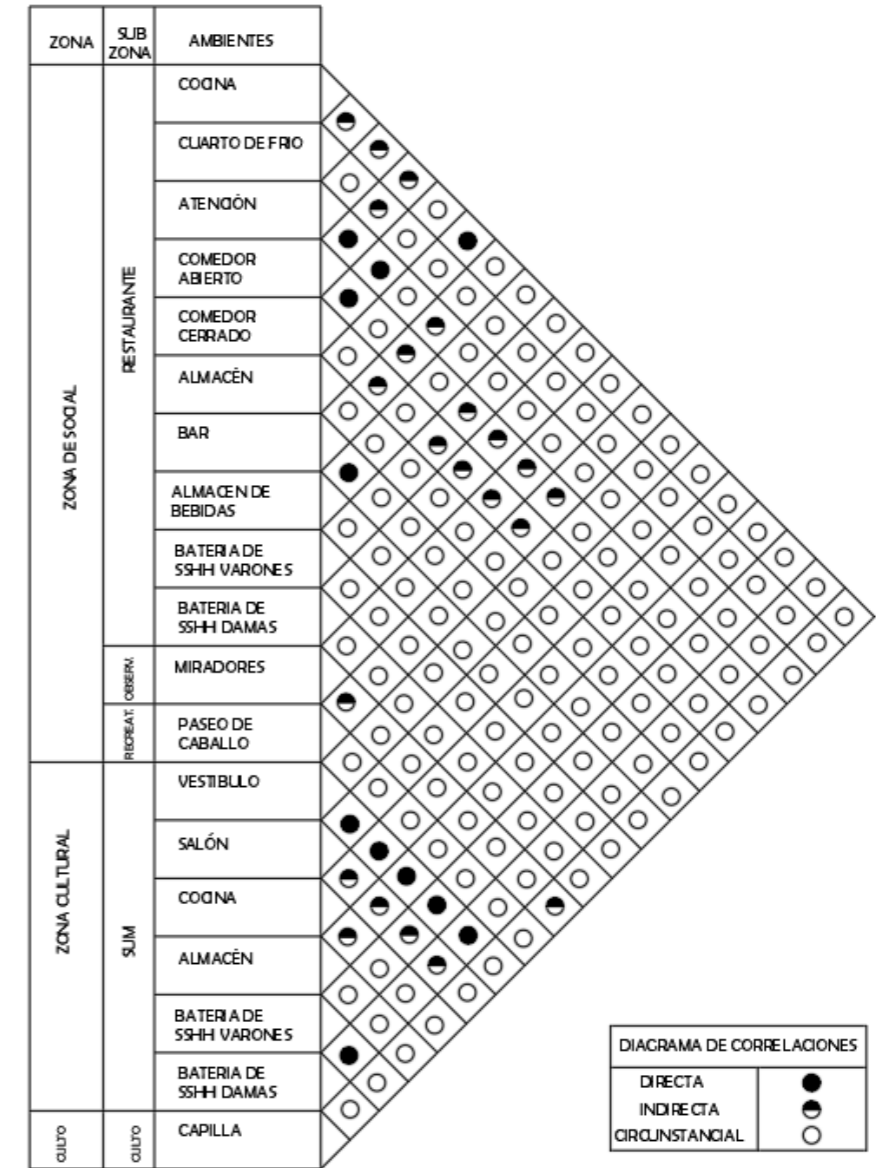 ZONA
SUB
ZONA
AMBIENTES
ZONA DE SOCIAL
RESTAURANTE
COCINA
CUARTO DE FRIO
ATENCIÓN
COMEDOR
ABIERTO
COMEDOR
CERRADO
ALMACÉN
BAR
ALMACEN DE
BEBIDAS
BATERIA DE
SSHH VARONES
BATERIA DE
SSHH DAMAS
OBSERV.
MIRADORES
RECREAT.
PASEO DE
CABALLO
ZONA CULTURAL
SUM
VESTIBULO
SALÓN
COCINA
ALMACÉN
BATERIA DE
SSHH VARONES
BATERIA DE
SSHH DAMAS
CULTO
CULTO
CAPILLA
DIAGRAMA DE CORRELACIONES
DIRECTA
INDIRECTA
CIRCUNSTANCIAL